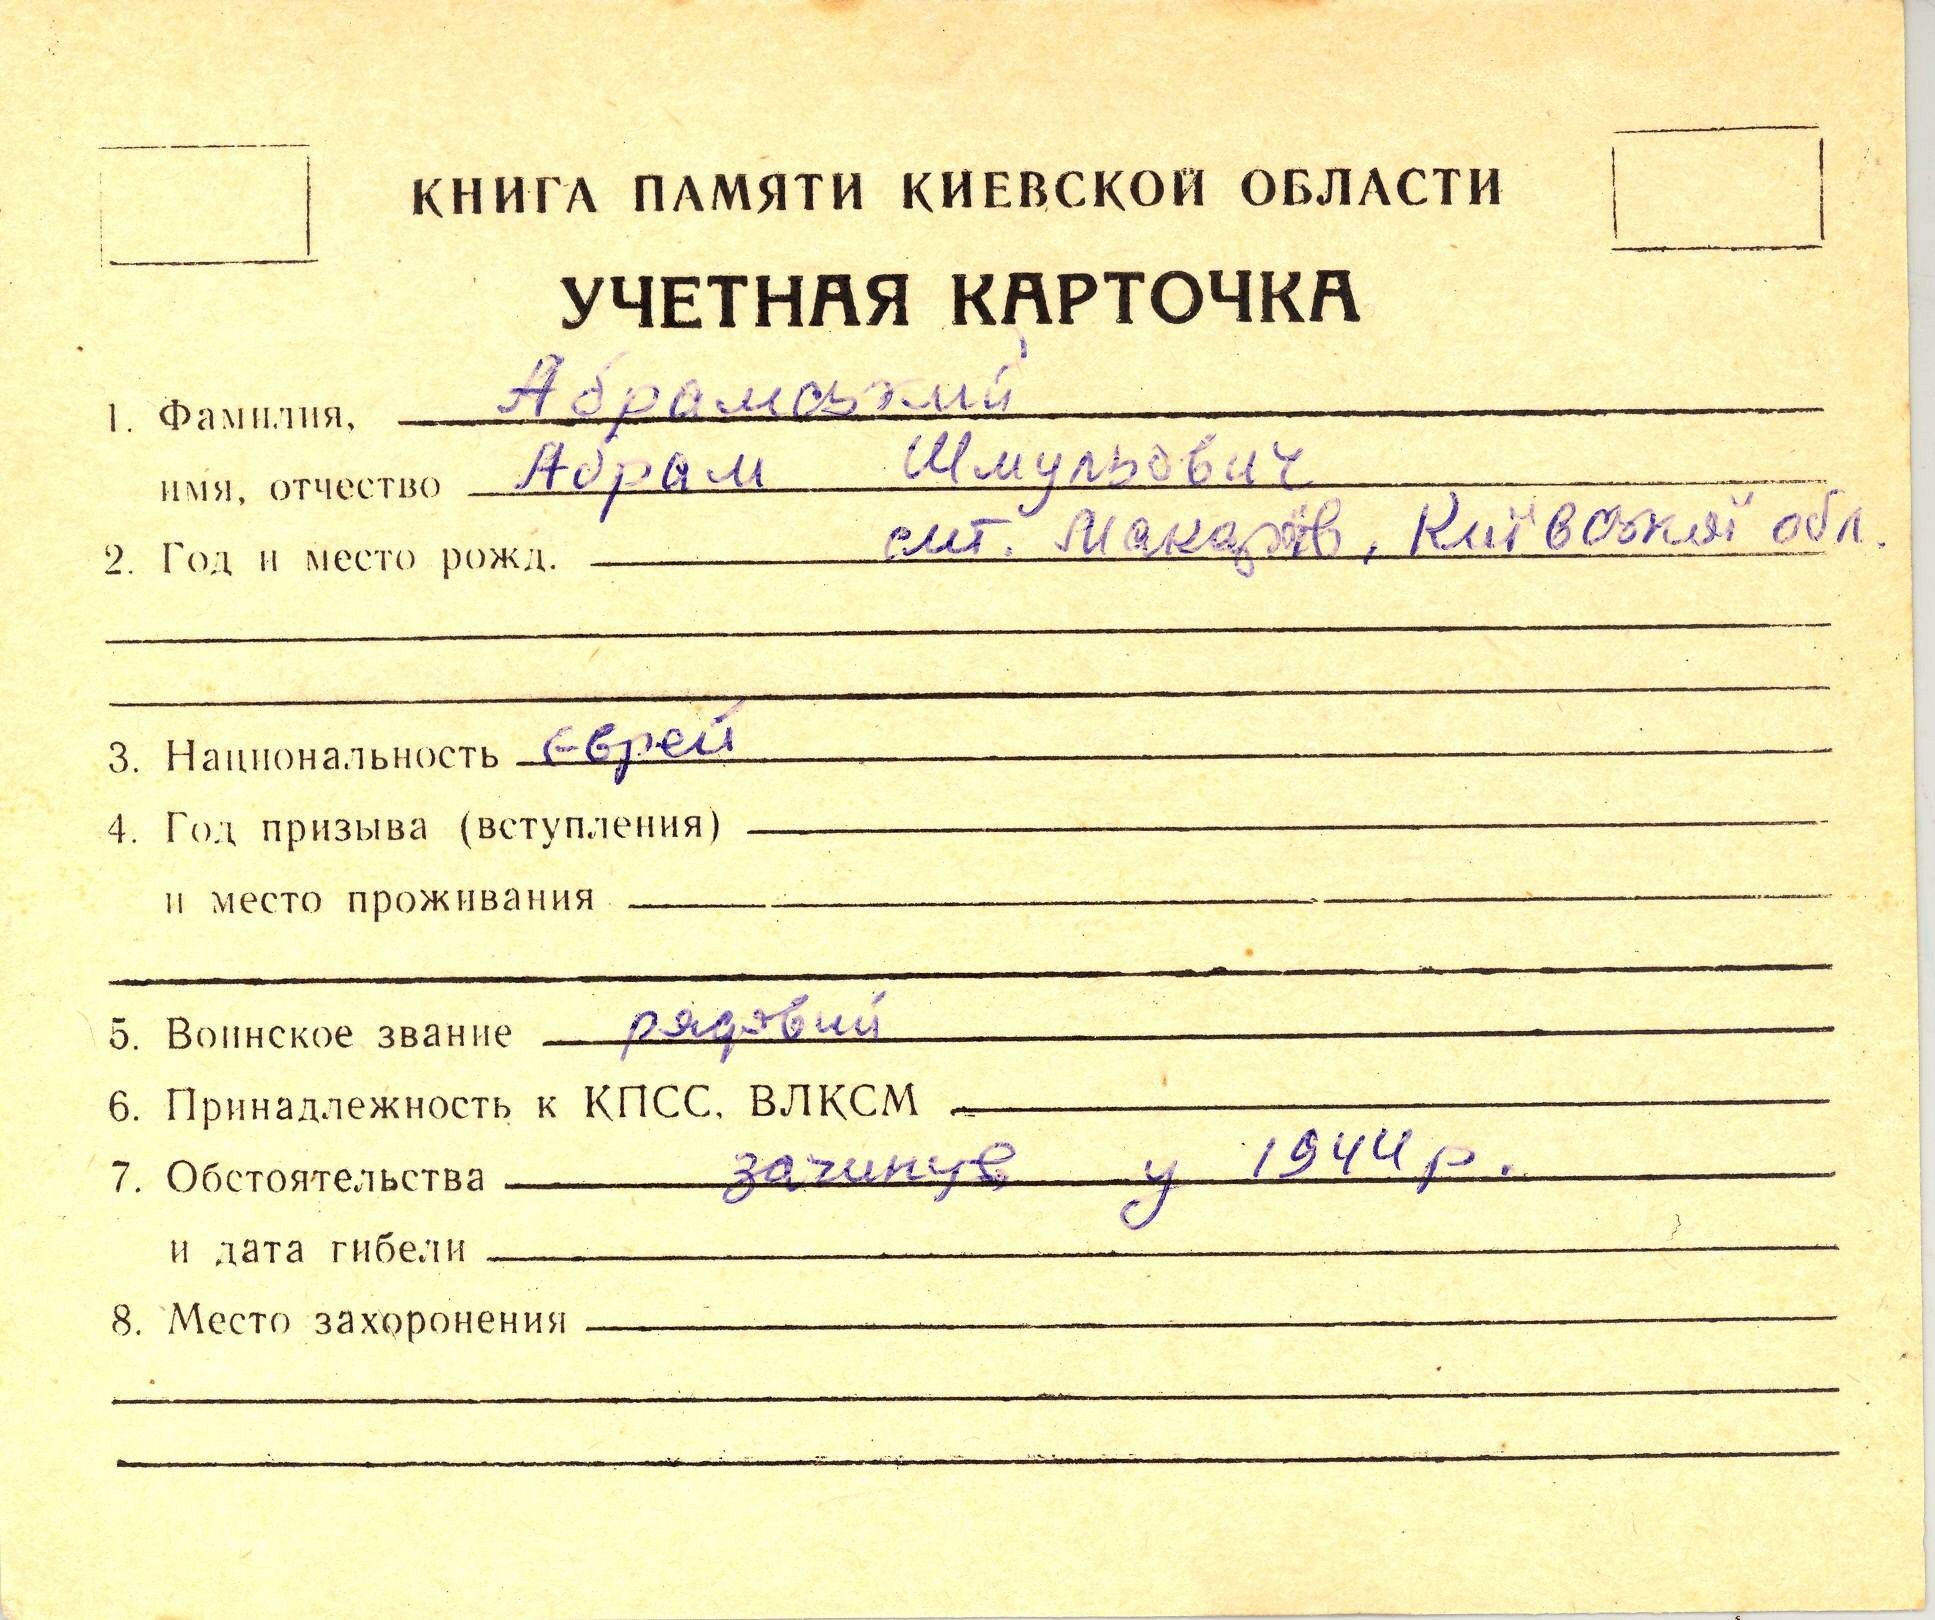 КНИГА ПАМЯТИ КИЕВСКОЙ ОБЛАСТИ
УЧЕТНАЯ КАРТОЧКА
1. Фамилия, Абрамський
имя, отчество Абрам Шмульович
2. Год и место рожд. смт. Макарів, Київської обл.
3. Национальность єврей
4. Год призыва (вступления)
и место проживания
5. Воинское звание рядовий
6. Принадлежность к КПСС, ВЛКСМ
7. Обстоятельства загинув у 1944 р.
и дата гибели
8. Место захоронения